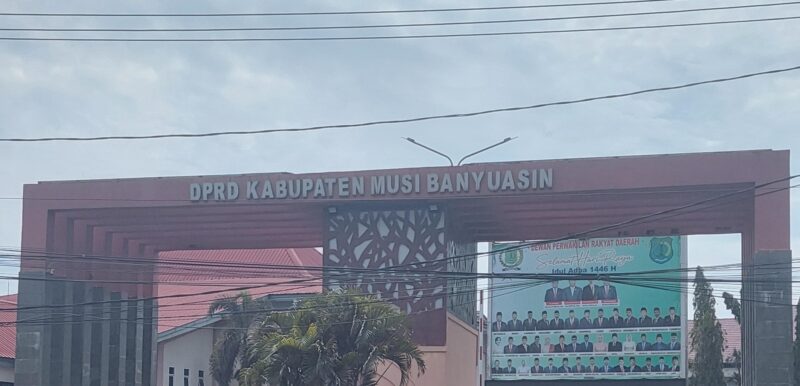 DPRD KABUPATEN MUSI BANYUASIN
DEWAN PERWAKILAN RAKYAT DAERAH
Selamat Hari Raya
Idul Adha 1446 H